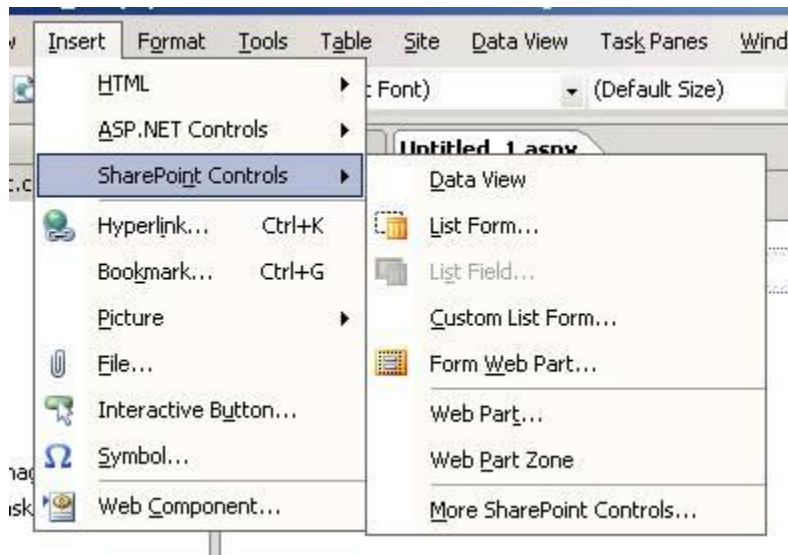 Insert Format Tools Table Site Data View Task Panes Wind
HTML
Font) (Default Size)
ASP.NET Controls
Untitled_1.aspx
SharePoint Controls
Data View
Hyperlink... Ctrl+K
List Form...
Bookmark... Ctrl+G
List Field...
Picture
Custom List Form...
File...
Form Web Part...
Interactive Button...
Web Part...
Symbol...
Web Part Zone
Web Component...
More SharePoint Controls...